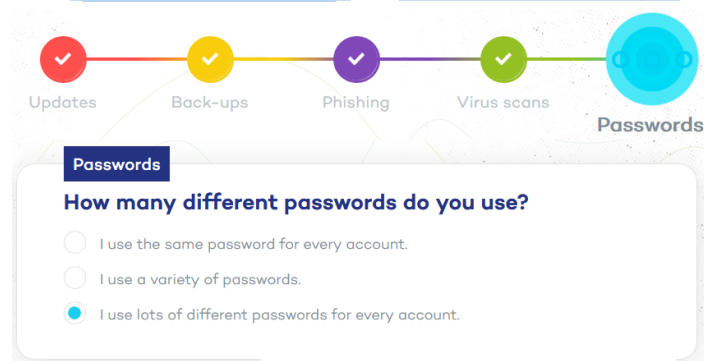 Updates
Back-ups
Phishing
Virus scans
Passwords
Passwords
How many different passwords do you use?
I use the same password for every account.
I use a variety of passwords.
I use lots of different passwords for every account.